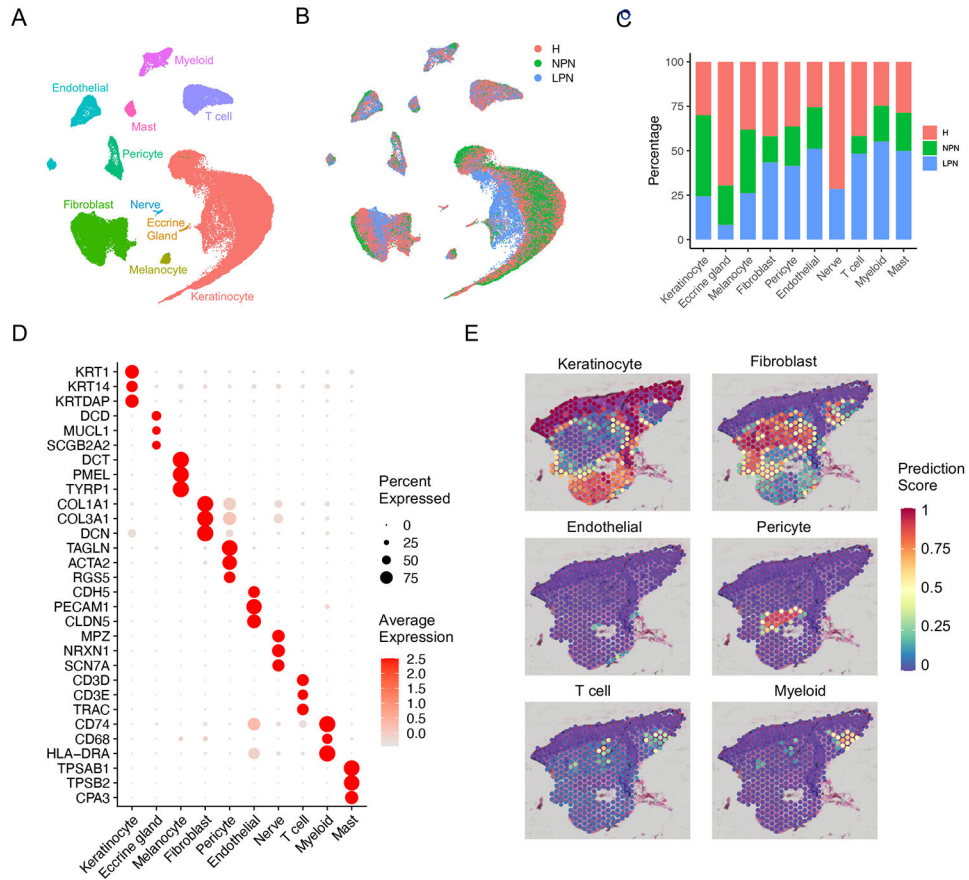 A
Myeloid
Endothelial
T cell
Mast
Pericyte
Fibroblast
Nerve
Eccrine
Gland
Melanocyte
Keratinocyte
B
H
NPN
LPN
C
Percentage
100
75
50
25
0
Keratinocyte
Eccrine gland
Melanocyte
Fibroblast
Pericyte
Endothelial
Nerve
T cell
Myeloid
Mast
H
NPN
LPN
D
KRT1
KRT14
KRTDAP
DCD
MUCL1
SCGB2A2
DCT
PMEL
TYRP1
COL1A1
COL3A1
DCN
TAGLN
ACTA2
RGS5
CDH5
PECAM1
CLDN5
MPZ
NRXN1
SCN7A
CD3D
CD3E
TRAC
CD74
CD68
HLA−DRA
TPSAB1
TPSB2
CPA3
Keratinocyte
Eccrine gland
Melanocyte
Fibroblast
Pericyte
Endothelial
Nerve
T cell
Myeloid
Mast
Percent
Expressed
0
25
50
75
Average
Expression
2.5
2.0
1.5
1.0
0.5
0.0
E
Keratinocyte
Fibroblast
Endothelial
Pericyte
T cell
Myeloid
Prediction
Score
1
0.75
0.5
0.25
0